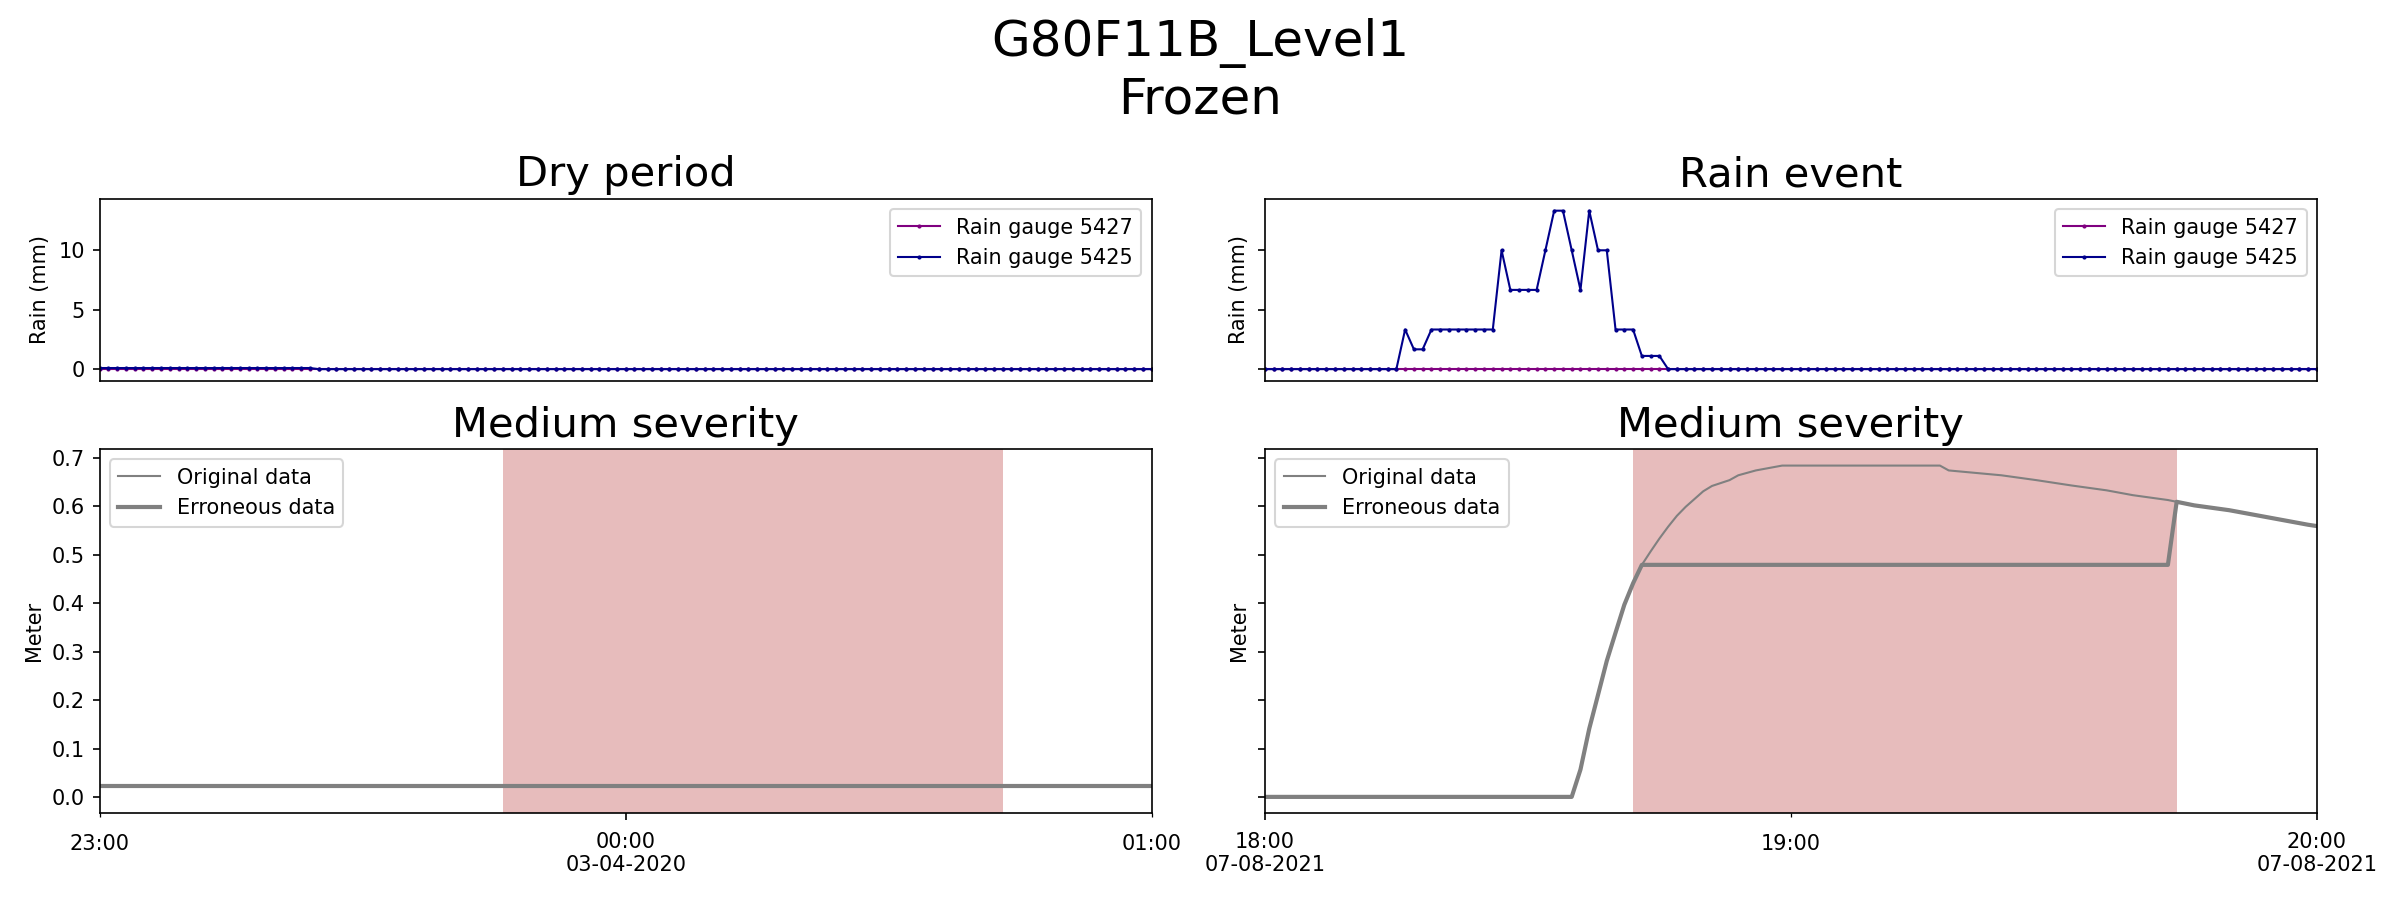 G80F11B_Level1
Frozen
Dry period
Rain (mm)
10
5
0
Rain gauge 5427
Rain gauge 5425
Rain event
Rain (mm)
Rain gauge 5427
Rain gauge 5425
Medium severity
Meter
0.7
0.6
0.5
0.4
0.3
0.2
0.1
0.0
Original data
Erroneous data
23:00
00:00
03-04-2020
01:00
Medium severity
Meter
Original data
Erroneous data
18:00
07-08-2021
19:00
20:00
07-08-2021